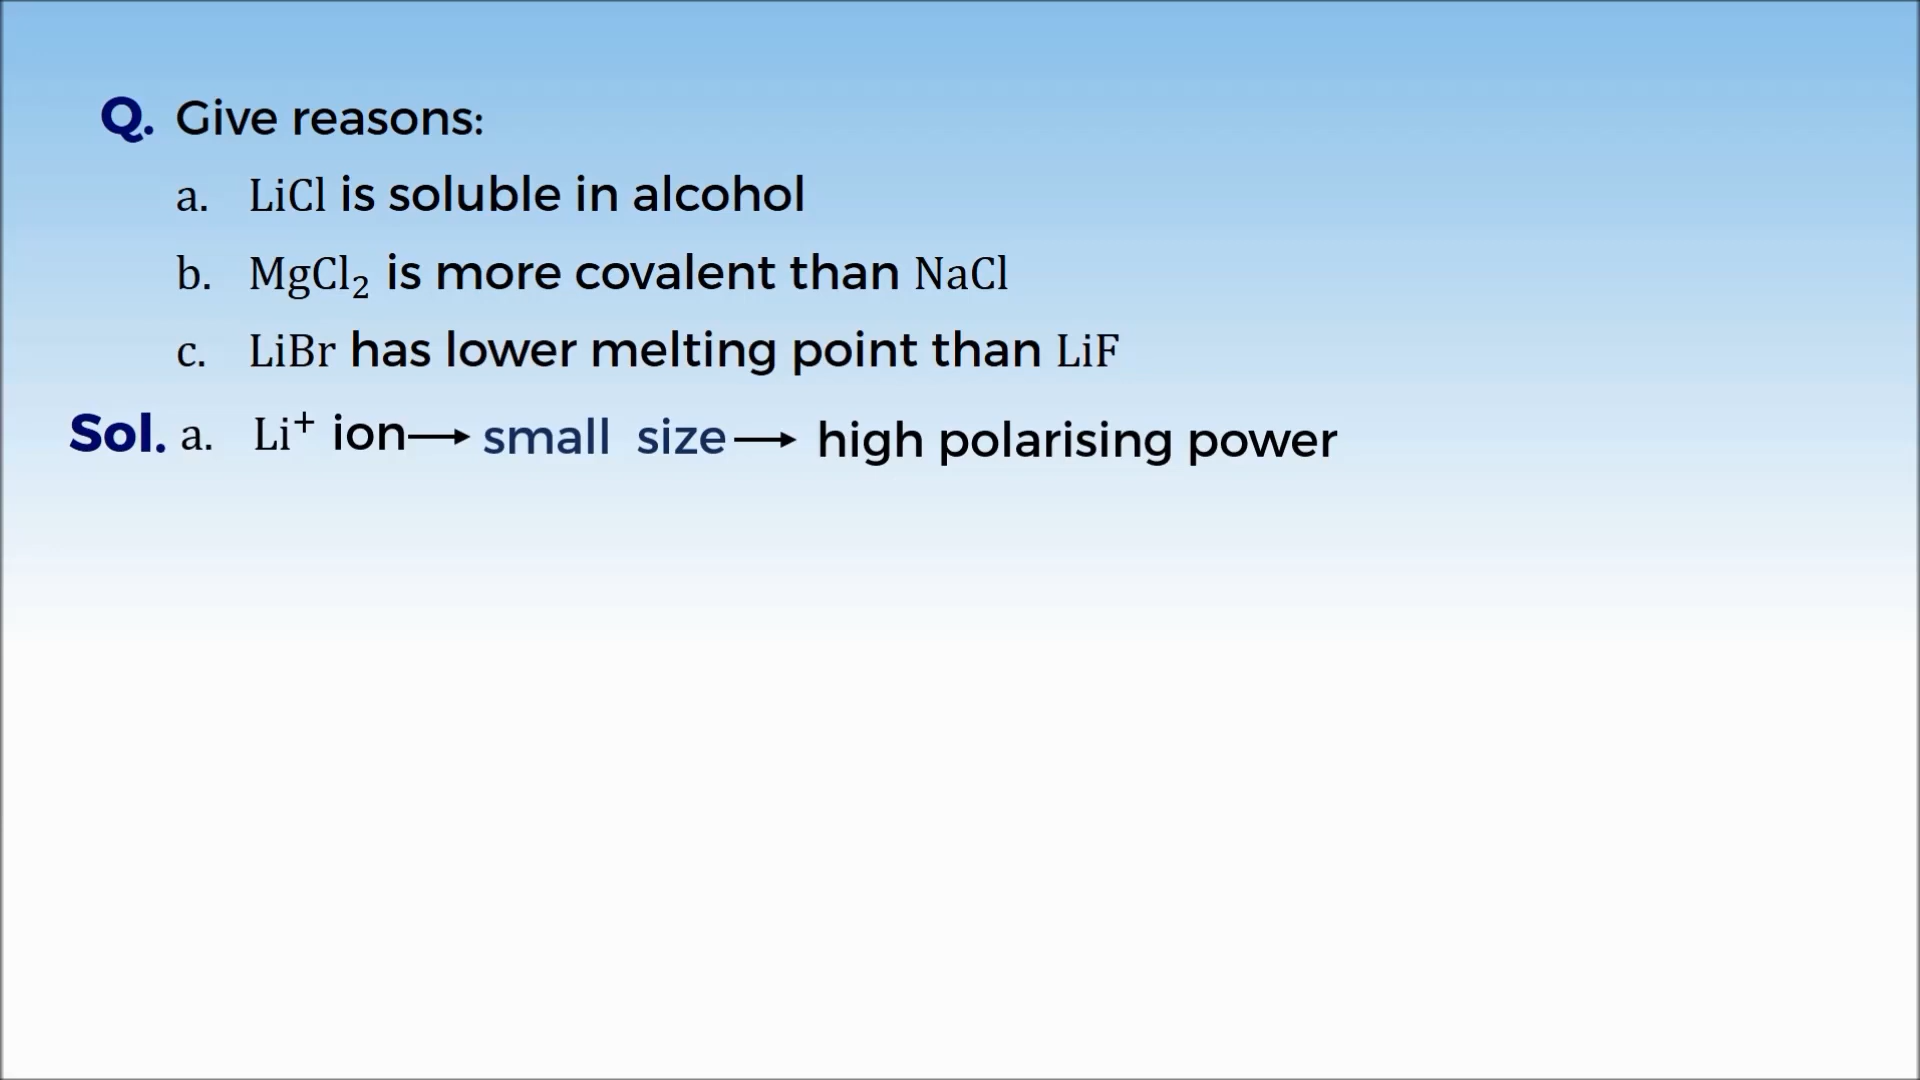 Q. Give reasons:
a. LiCl is soluble in alcohol
b. MgCl₂ is more covalent than NaCl
c. LiBr has lower melting point than LiF
Sol. a. Li⁺ ion⟶ small size⟶ high polarising power